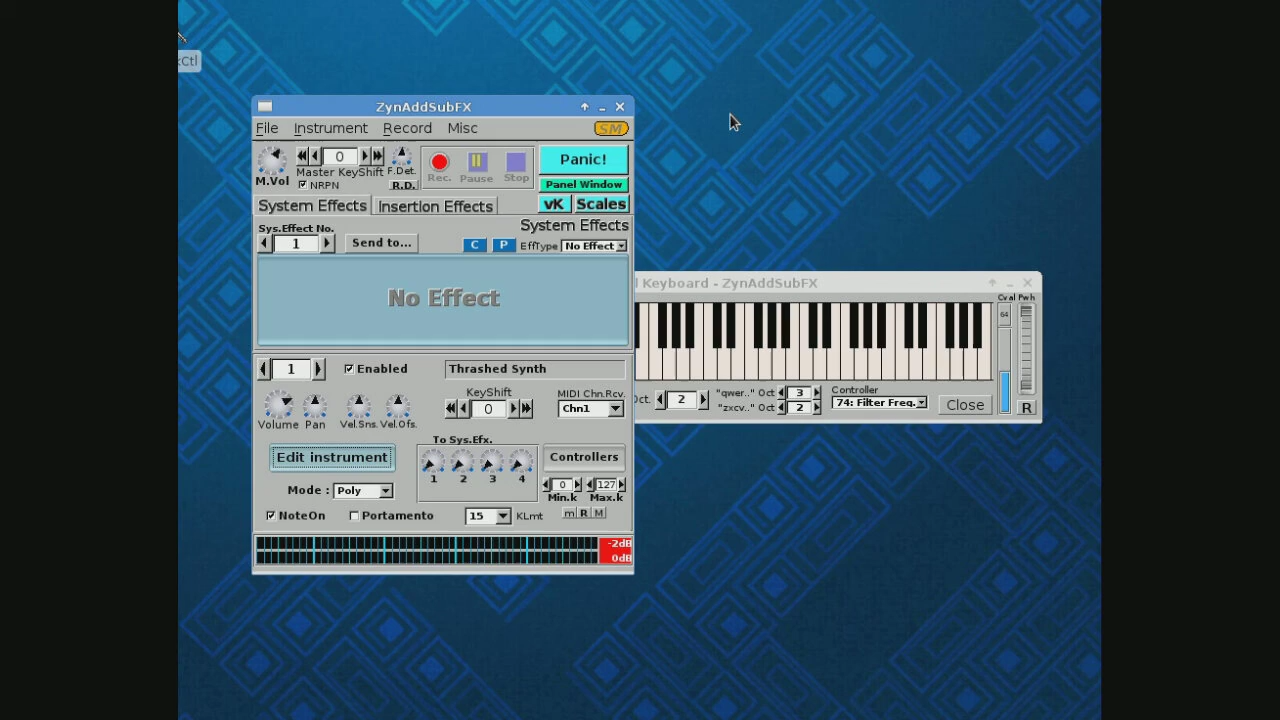 ‹Ctl
ZynAddSubFX
File Instrument Record Misc SM
0
M.Vol
Master KeyShift
NRPN
F.Det.
R.D.
Rec. Pause Stop
Panic!
Panel Window
vK Scales
System Effects Insertion Effects
System Effects
Sys.Effect No.
1 Send to... C P EffType No Effect
No Effect
l Keyboard - ZynAddSubFX
Cval Pwh
64
1 Enabled Thrashed Synth
Volume Pan Vel.Sns. Vel.Ofs.
KeyShift
0
MIDI Chn.Rcv.
Chn1
Oct. 2
"qwer.." Oct 3
"zxcv.." Oct 2
Controller
74: Filter Freq.
Close R
Edit instrument
To Sys.Efx.
1 2 3 4
Controllers
0 127
Min.k Max.k
Mode : Poly
NoteOn Portamento 15 KLmt m R M
-2dB
0dB